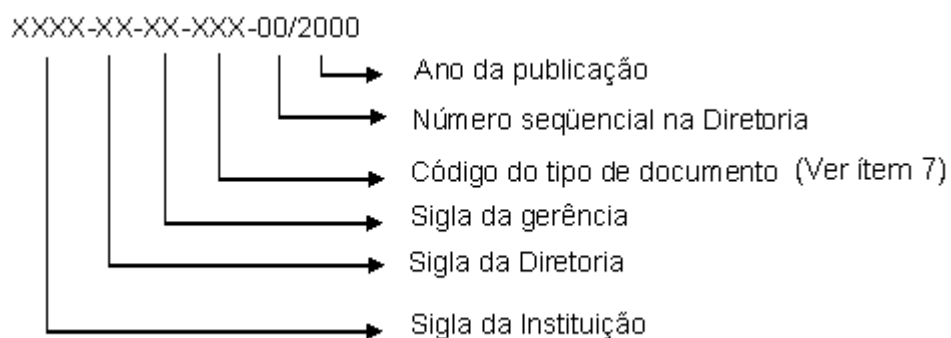 XXXX-XX-XX-XXX-00/2000
Ano da publicação
Número seqüencial na Diretoria
Código do tipo de documento (Ver ítem 7)
Sigla da gerência
Sigla da Diretoria
Sigla da Instituição